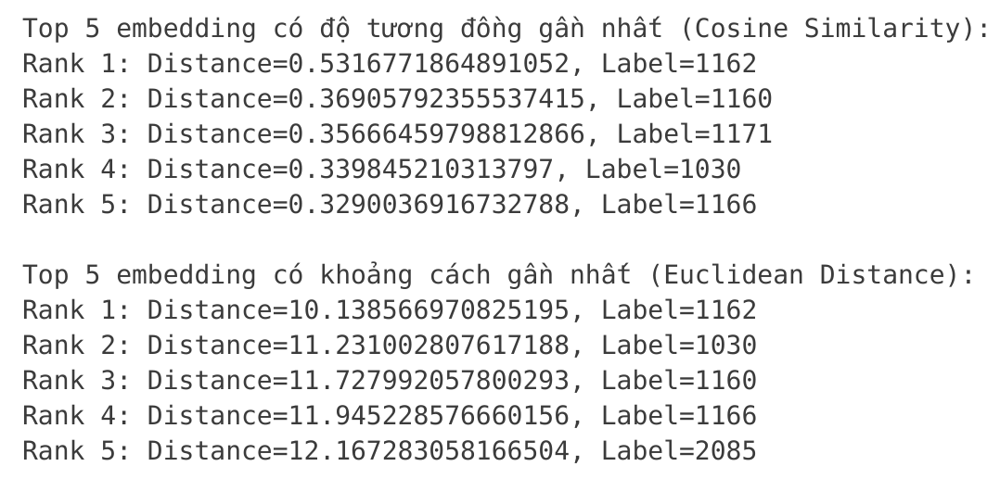 Top 5 embedding có độ tương đồng gần nhất (Cosine Similarity):
Rank 1: Distance=0.5316771864891052, Label=1162
Rank 2: Distance=0.36905792355537415, Label=1160
Rank 3: Distance=0.35666459798812866, Label=1171
Rank 4: Distance=0.339845210313797, Label=1030
Rank 5: Distance=0.3290036916732788, Label=1166
Top 5 embedding có khoảng cách gần nhất (Euclidean Distance):
Rank 1: Distance=10.138566970825195, Label=1162
Rank 2: Distance=11.231002807617188, Label=1030
Rank 3: Distance=11.727992057800293, Label=1160
Rank 4: Distance=11.945228576660156, Label=1166
Rank 5: Distance=12.167283058166504, Label=2085